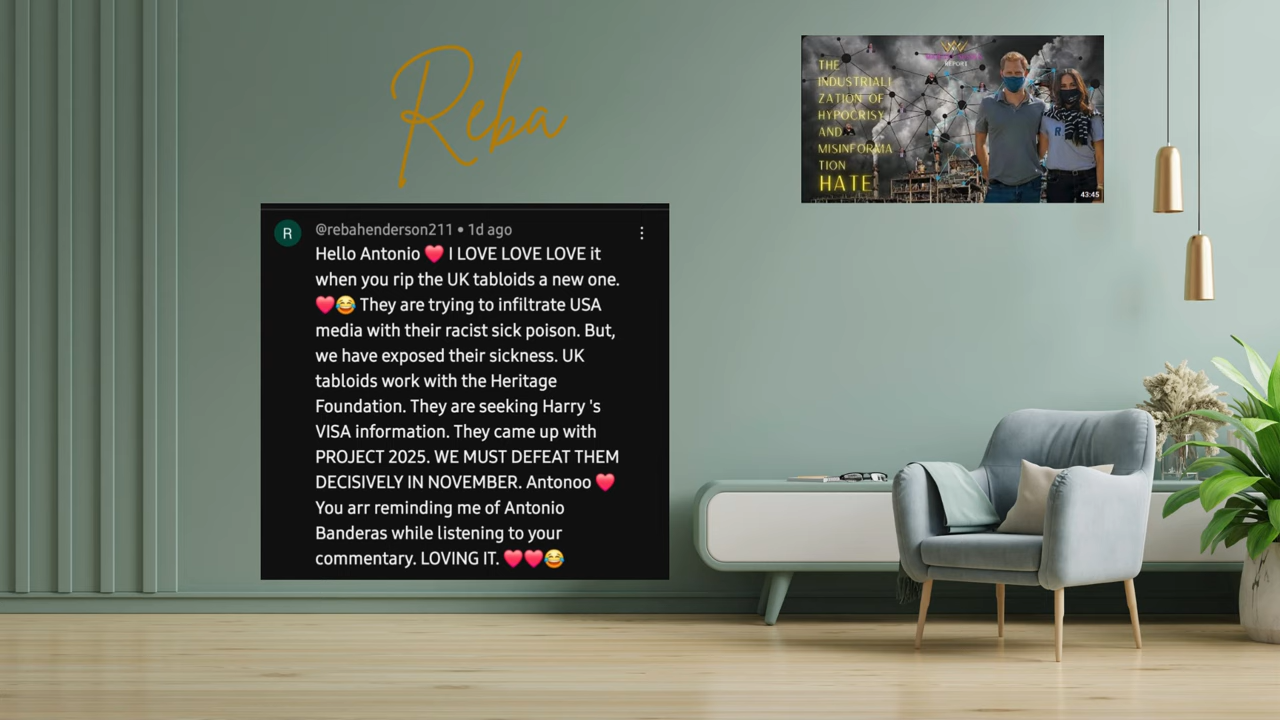 Reba
R
@rebahenderson211 • 1d ago
Hello Antonio ❤️ I LOVE LOVE LOVE it
when you rip the UK tabloids a new one.
❤️😂 They are trying to infiltrate USA
media with their racist sick poison. But,
we have exposed their sickness. UK
tabloids work with the Heritage
Foundation. They are seeking Harry 's
VISA information. They came up with
PROJECT 2025. WE MUST DEFEAT THEM
DECISIVELY IN NOVEMBER. Antonoo ❤️
You arr reminding me of Antonio
Banderas while listening to your
commentary. LOVING IT. ❤️❤️😂
REPORT
THE
INDUSTRIALI
ZATION OF
HYPOCRISY
AND
MISINFORMA
TION
HATE
R
43:45